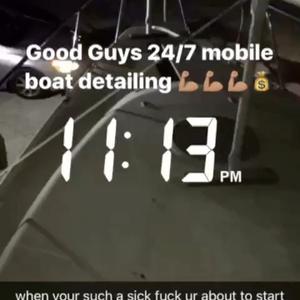 Good Guys 24/7 mobile
boat detailing 💪🏽💪🏽💪🏽💰
11:13 PM
when your such a sick fuck ur about to start